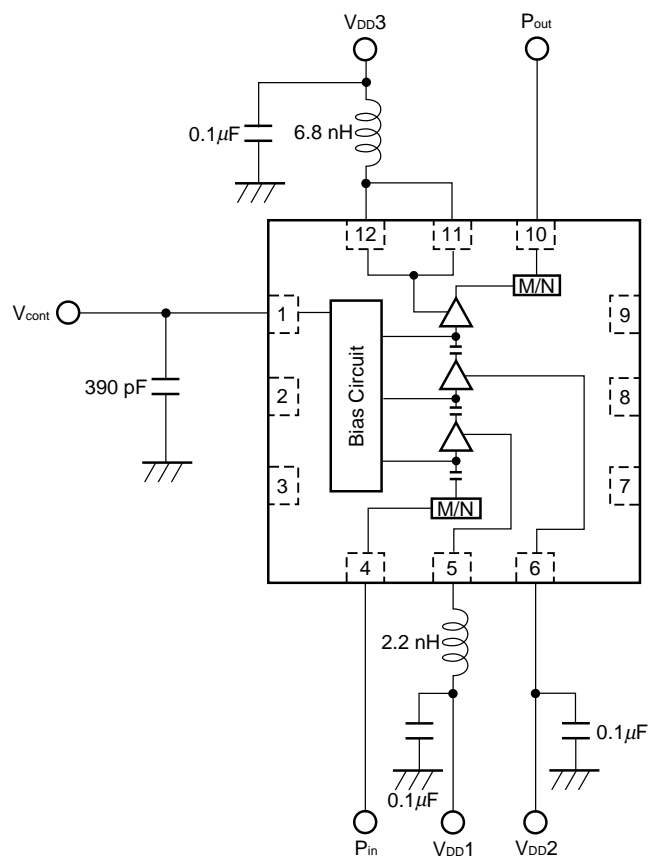 VDD3
Pout
0.1μF
6.8 nH
12
11
10
M/N
Vcont
1
9
390 pF
2
Bias Circuit
8
3
7
M/N
4
5
6
2.2 nH
0.1μF
0.1μF
Pin
VDD1
VDD2